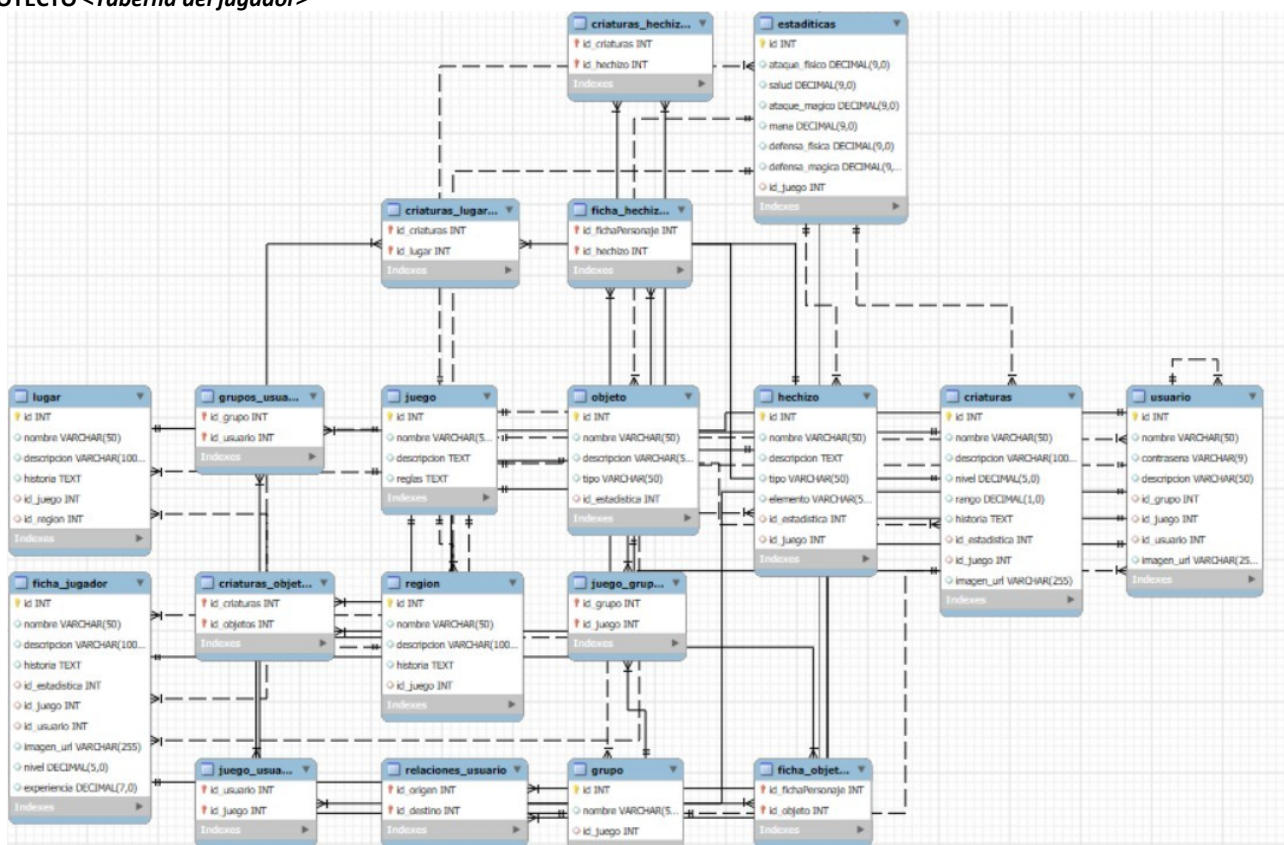 PROYECTO <Taberna del jugador>
criaturas_hechiz...
id_criaturas INT
id_hechizo INT
Indexes
estaditicas
id INT
ataque_fisico DECIMAL(9,0)
salud DECIMAL(9,0)
ataque_magico DECIMAL(9,0)
mana DECIMAL(9,0)
defensa_fisica DECIMAL(9,0)
defensa_magica DECIMAL(9,...
id_juego INT
Indexes
criaturas_lugar...
id_criaturas INT
id_lugar INT
Indexes
ficha_hechiz...
id_fichaPersonaje INT
id_hechizo INT
Indexes
lugar
id INT
nombre VARCHAR(50)
descripcion VARCHAR(100...
historia TEXT
id_juego INT
id_region INT
Indexes
grupos_usua...
id_grupo INT
id_usuario INT
Indexes
juego
id INT
nombre VARCHAR(5...
descripcion TEXT
reglas TEXT
Indexes
objeto
id INT
nombre VARCHAR(50)
descripcion VARCHAR(5...
tipo VARCHAR(50)
id_estadistica INT
Indexes
hechizo
id INT
nombre VARCHAR(50)
descripcion TEXT
tipo VARCHAR(50)
elemento VARCHAR(5...
id_estadistica INT
id_juego INT
Indexes
criaturas
id INT
nombre VARCHAR(50)
descripcion VARCHAR(100...
nivel DECIMAL(5,0)
rango DECIMAL(1,0)
historia TEXT
id_estadistica INT
id_juego INT
imagen_url VARCHAR(255)
Indexes
usuario
id INT
nombre VARCHAR(50)
contrasena VARCHAR(9)
descripcion VARCHAR(50)
id_grupo INT
id_juego INT
id_usuario INT
imagen_url VARCHAR(25...
Indexes
ficha_jugador
id INT
nombre VARCHAR(50)
descripcion VARCHAR(100...
historia TEXT
id_estadistica INT
id_juego INT
id_usuario INT
imagen_url VARCHAR(255)
nivel DECIMAL(5,0)
experiencia DECIMAL(7,0)
Indexes
criaturas_objet...
id_criaturas INT
id_objetos INT
Indexes
region
id INT
nombre VARCHAR(50)
descripcion VARCHAR(100...
historia TEXT
id_juego INT
Indexes
juego_grup...
id_grupo INT
id_juego INT
Indexes
juego_usua...
id_usuario INT
id_juego INT
Indexes
relaciones_usuario
id_origen INT
id_destino INT
Indexes
grupo
id INT
nombre VARCHAR(5...
id_juego INT
ficha_objet...
id_fichaPersonaje INT
id_objeto INT
Indexes